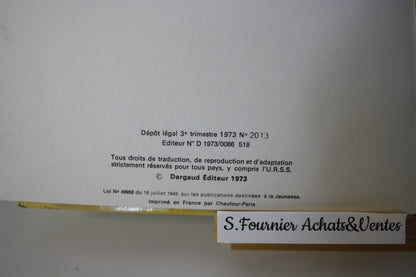 Dépôt légal 3e trimestre 1973 No 2013
Editeur N° D 1973/0086 518
Tous droits de traduction, de reproduction et d'adaptation
strictement réservés pour tous pays, y compris l'U.R.S.S.
© Dargaud Éditeur 1973
Loi N° 49956 du 16 juillet 1949 sur les publications destinées à la Jeunesse.
Imprimé en France par Chaufour-Paris
S.Fournier Achats&Ventes